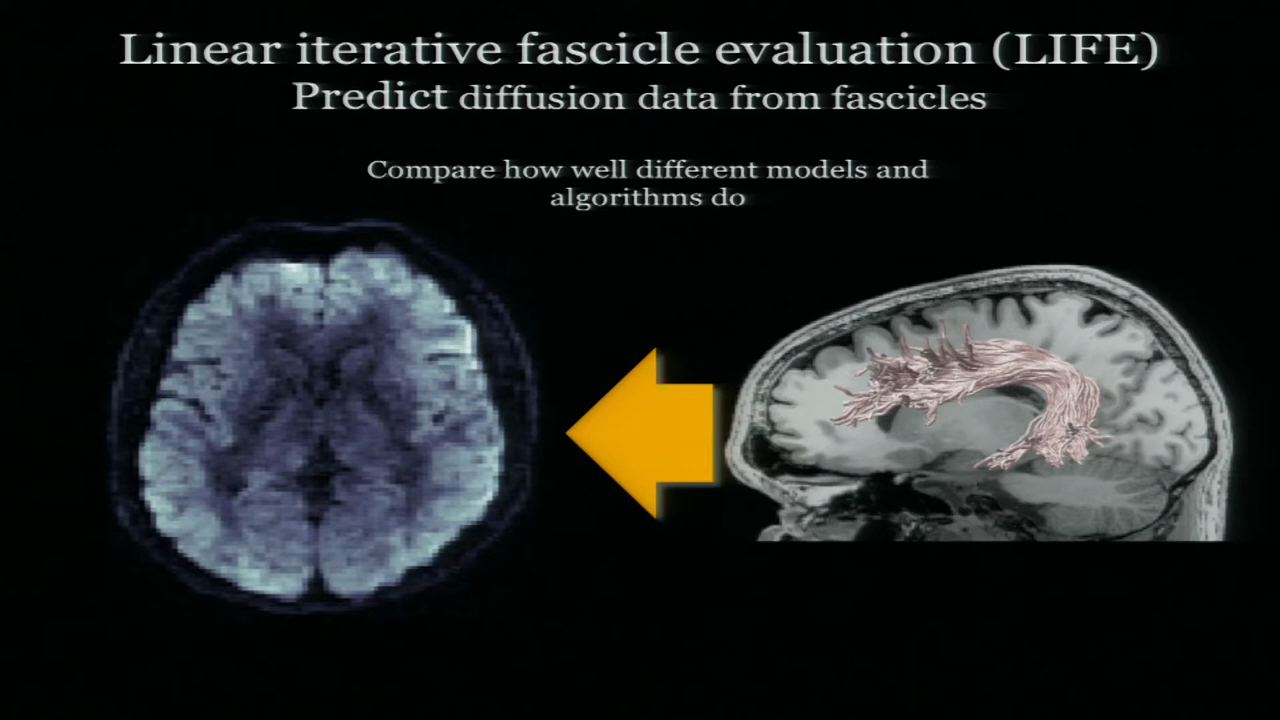 Linear iterative fascicle evaluation (LIFE)
Predict diffusion data from fascicles
Compare how well different models and
algorithms do